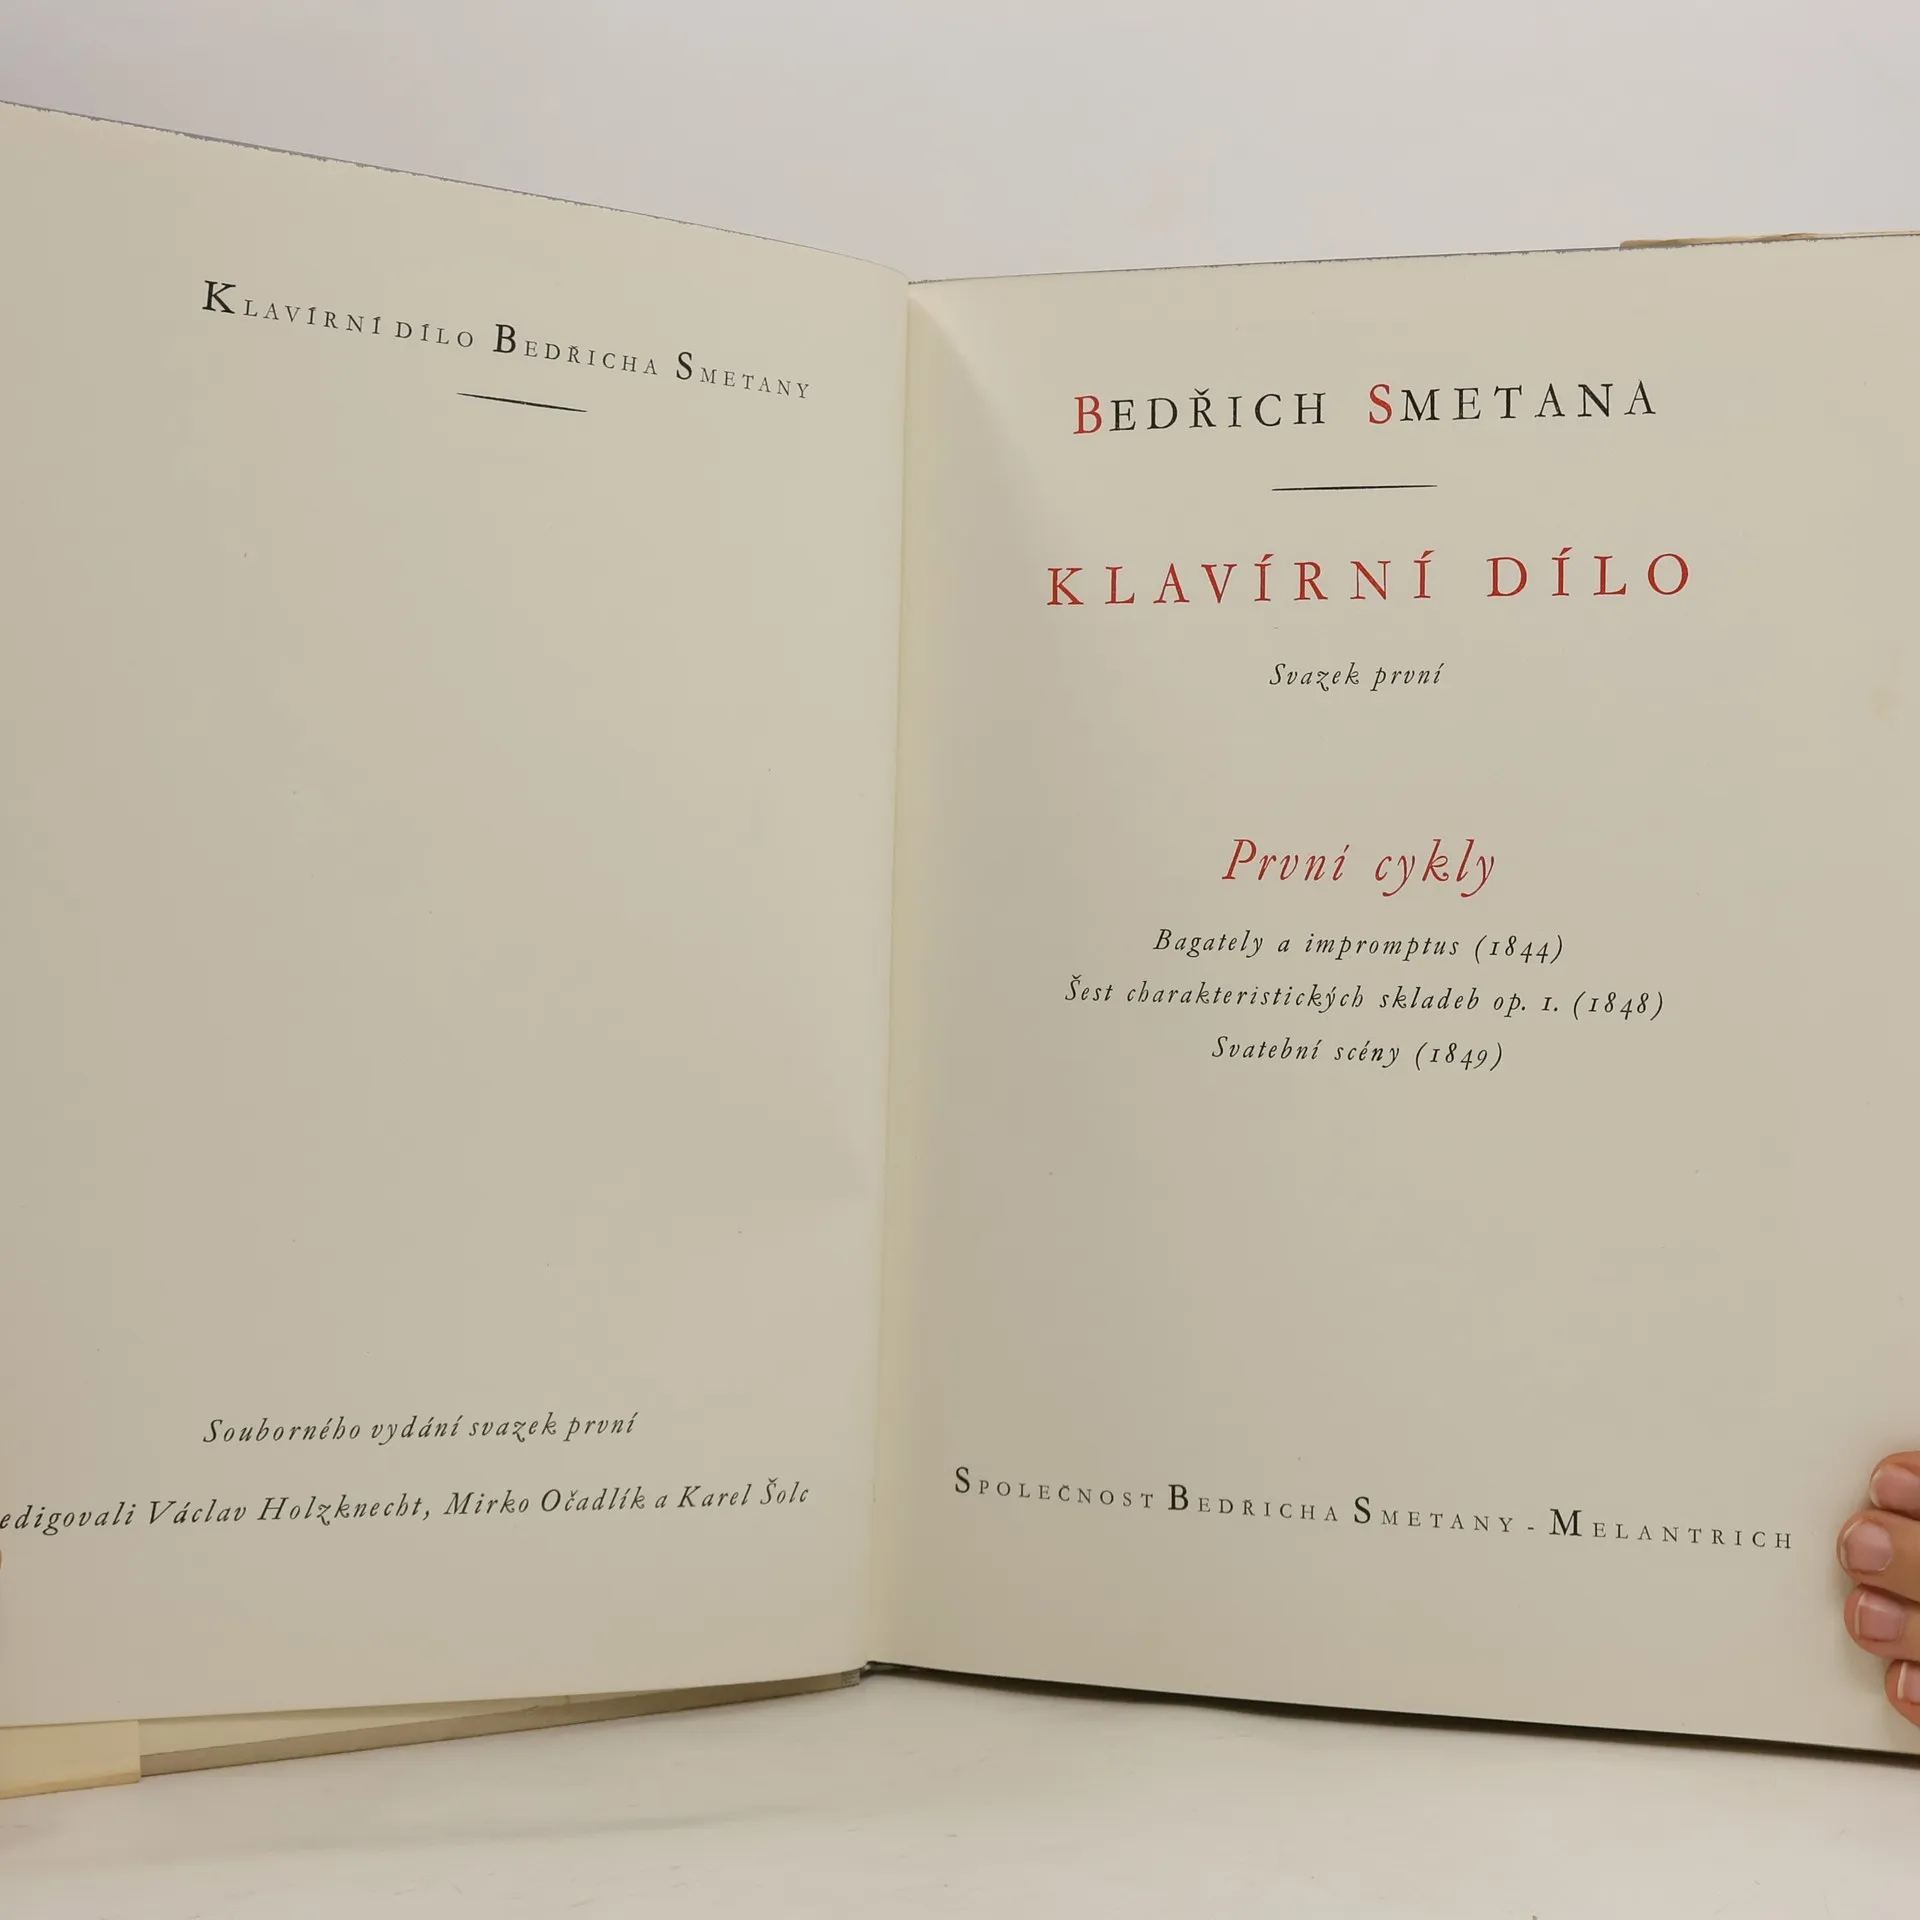 Klavírní dílo Bedřicha Smetany
Souborného vydání svazek první
edigovali Václav Holzknecht, Mirko Očadlík a Karel Šolc
Bedřich Smetana
KLAVÍRNÍ DÍLO
Svazek první
První cykly
Bagately a impromptus (1844)
Šest charakteristických skladeb op. 1. (1848)
Svatební scény (1849)
Společnost Bedřicha Smetany - Melantrich